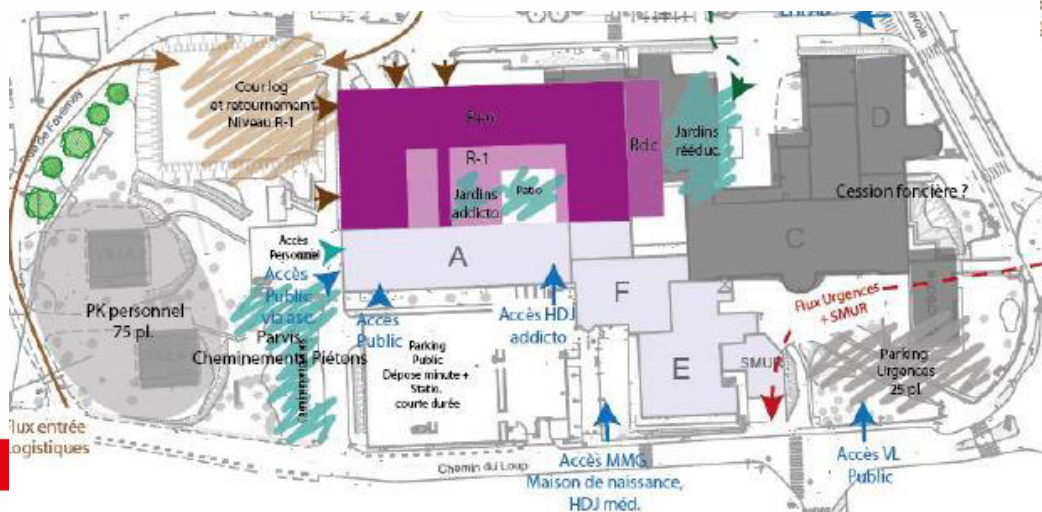 EHPAD
Cour log
et retournement
Niveau R-1
R-1
Rdc
Jardins
rééduc.
D
Jardins
addicto
Patio
Cession foncière ?
C
A
Accès
Personnel
Accès
Public
via asc.
Parvis
Cheminements Piétons
PK personnel
75 pl.
Accès
Public
Accès HDJ
addicto
F
Flux Urgences
+ SMUR
Parking
Public
Dépose minute +
Statio.
courte durée
E
SMUR
Parking
Urgences
25 pl.
Flux entrée
Logistiques
Chemin du Loup
Accès MMG
Maison de naissance,
HDJ méd.
Accès VL
Public